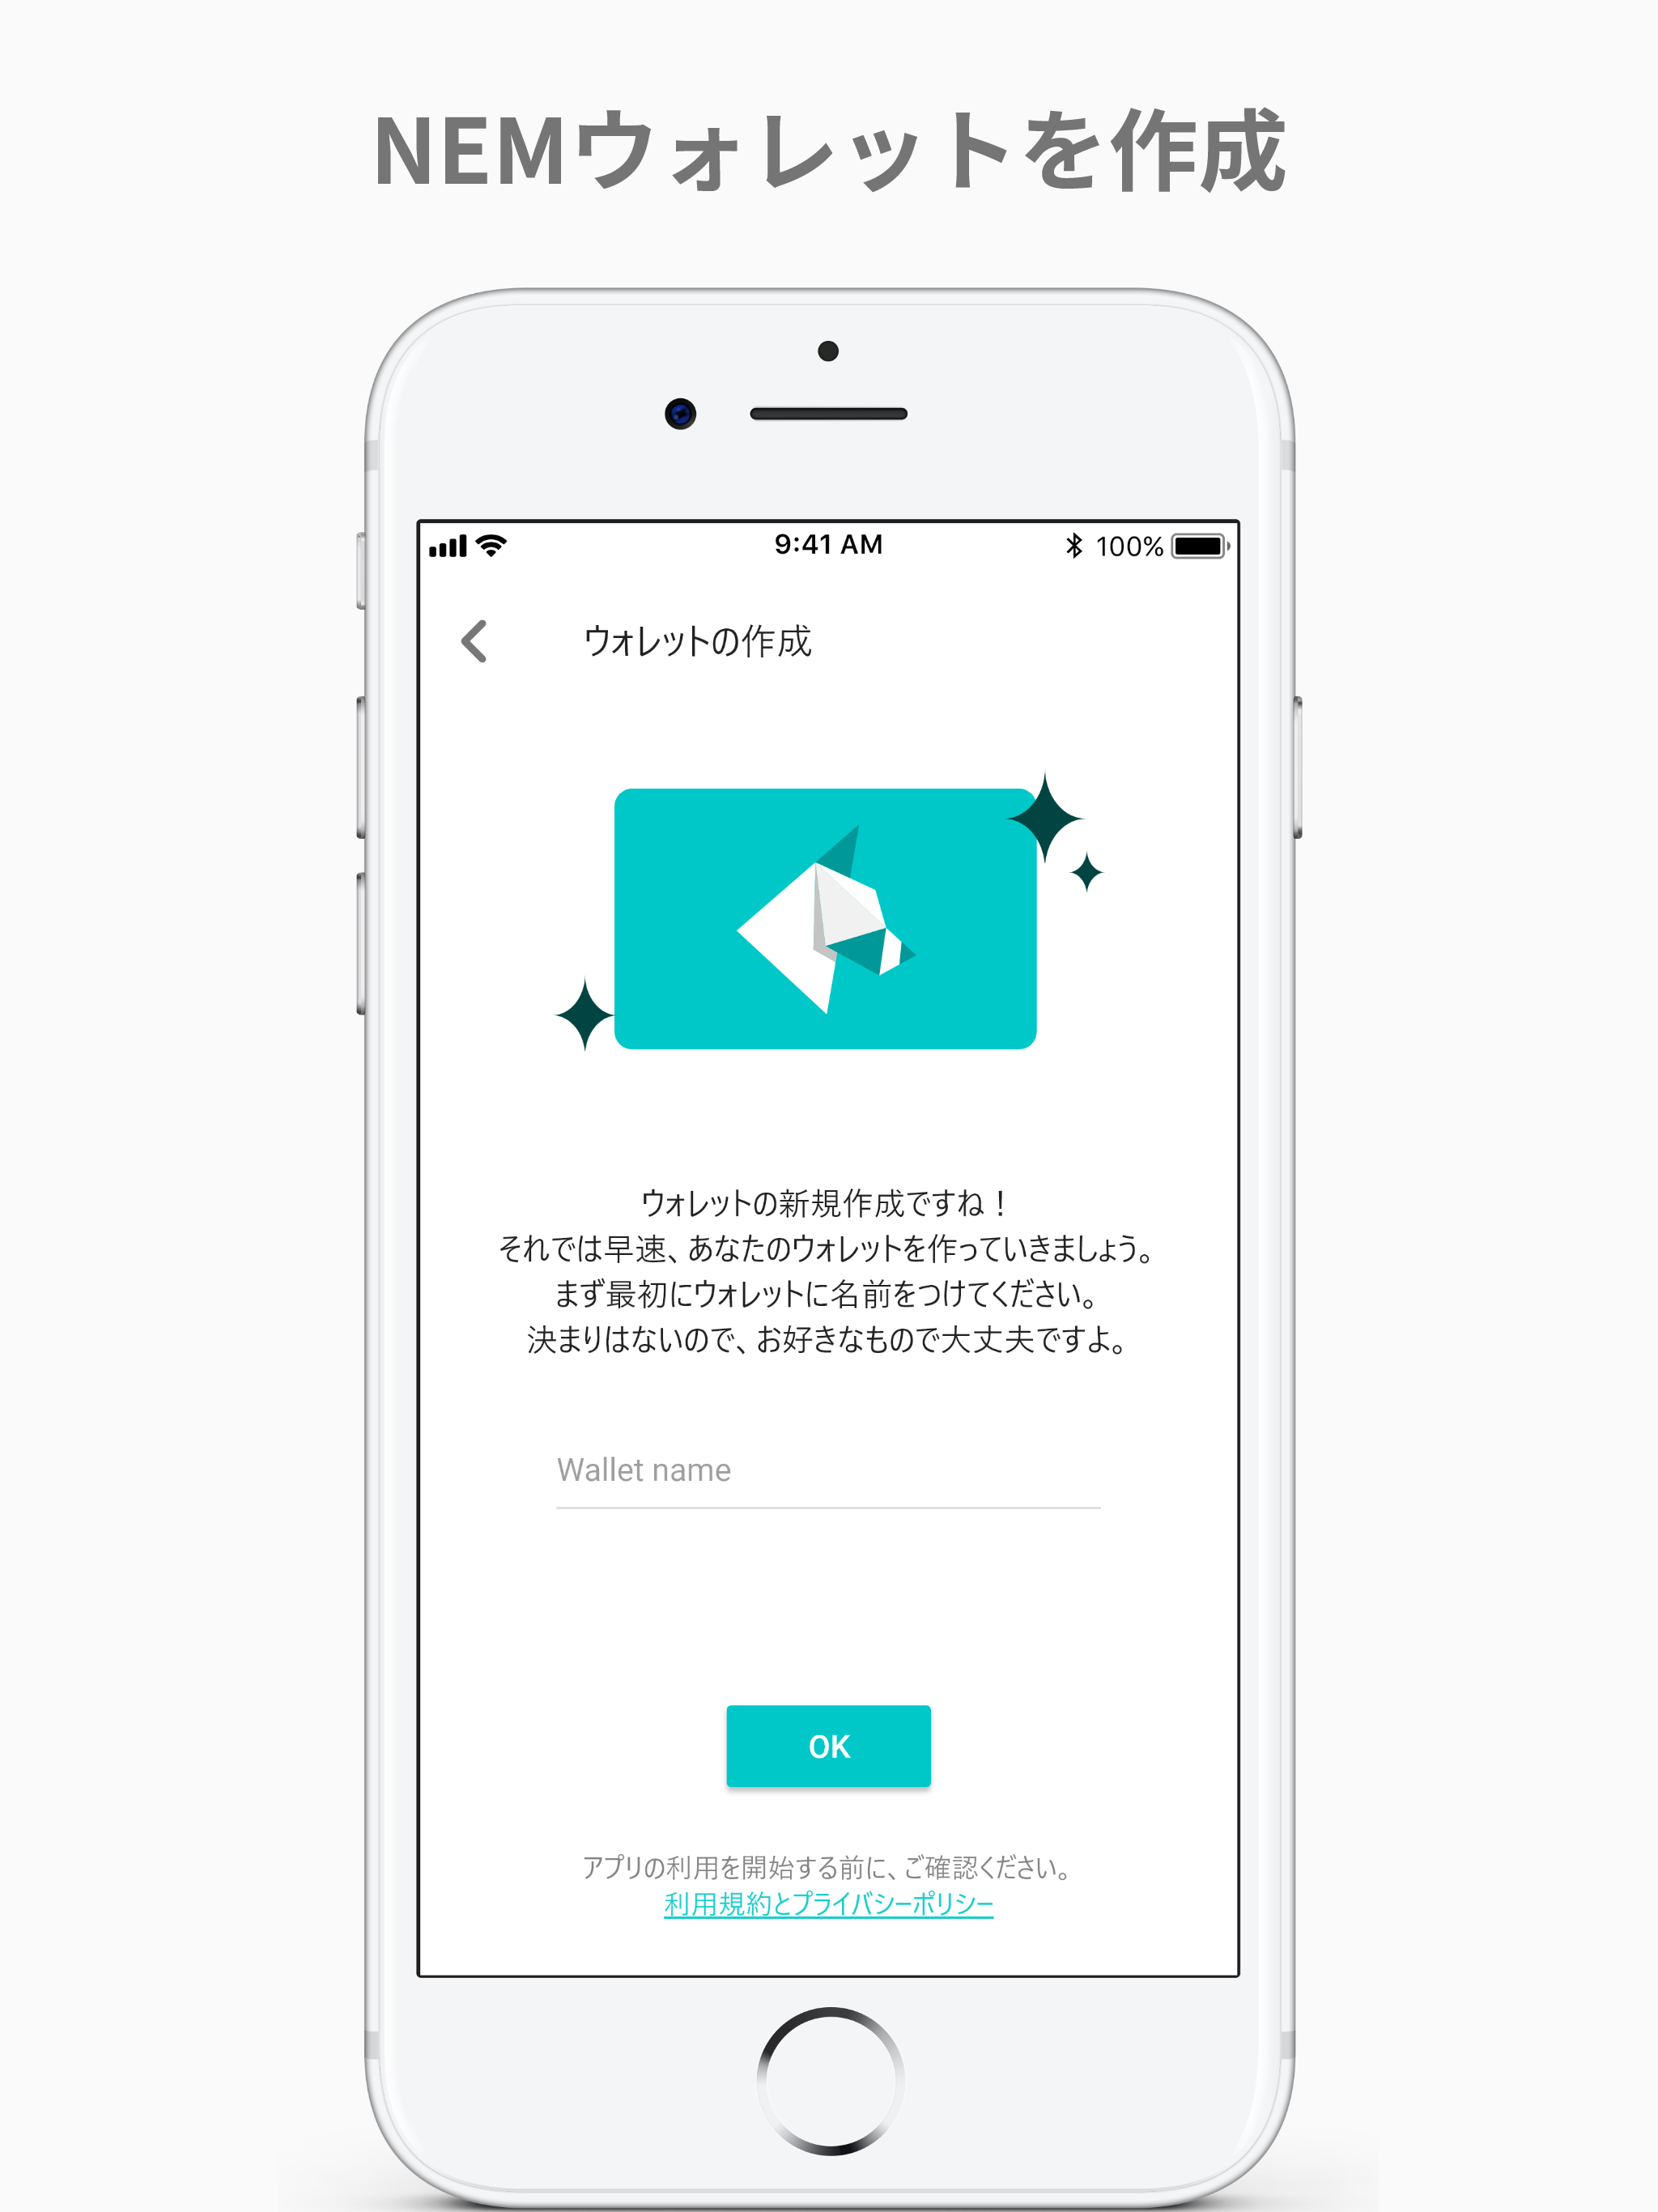 NEMウォレットを作成
9:41 AM
100%
ウォレットの作成
ウォレットの新規作成ですね！
それでは早速、あなたのウォレットを作っていきましょう。
まず最初にウォレットに名前をつけてください。
決まりはないので、お好きなもので大丈夫ですよ。
Wallet name
OK
アプリの利用を開始する前に、ご確認ください。
利用規約とプライバシーポリシー